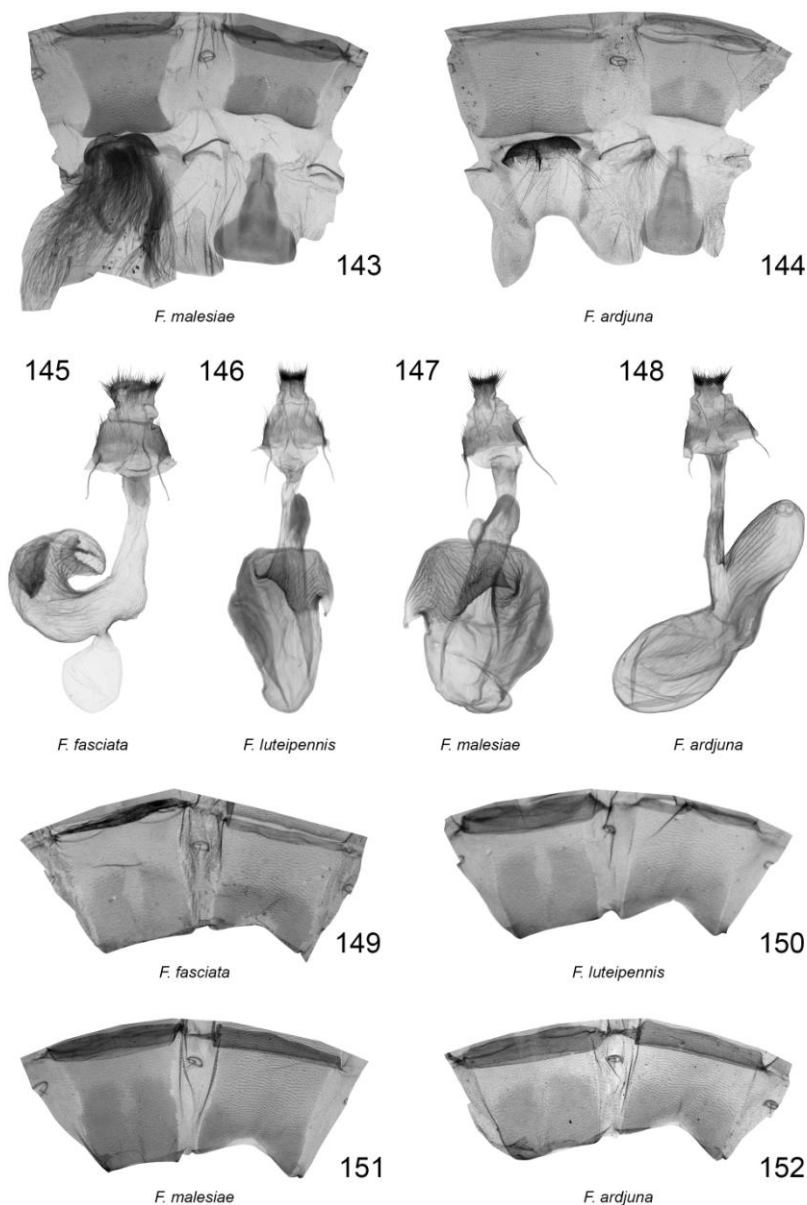 143
144
F. malesiae
F. ardjuna
145
146
147
148
F. fasciata
F. luteipennis
F. malesiae
F. ardjuna
149
150
F. fasciata
F. luteipennis
151
152
F. malesiae
F. ardjuna